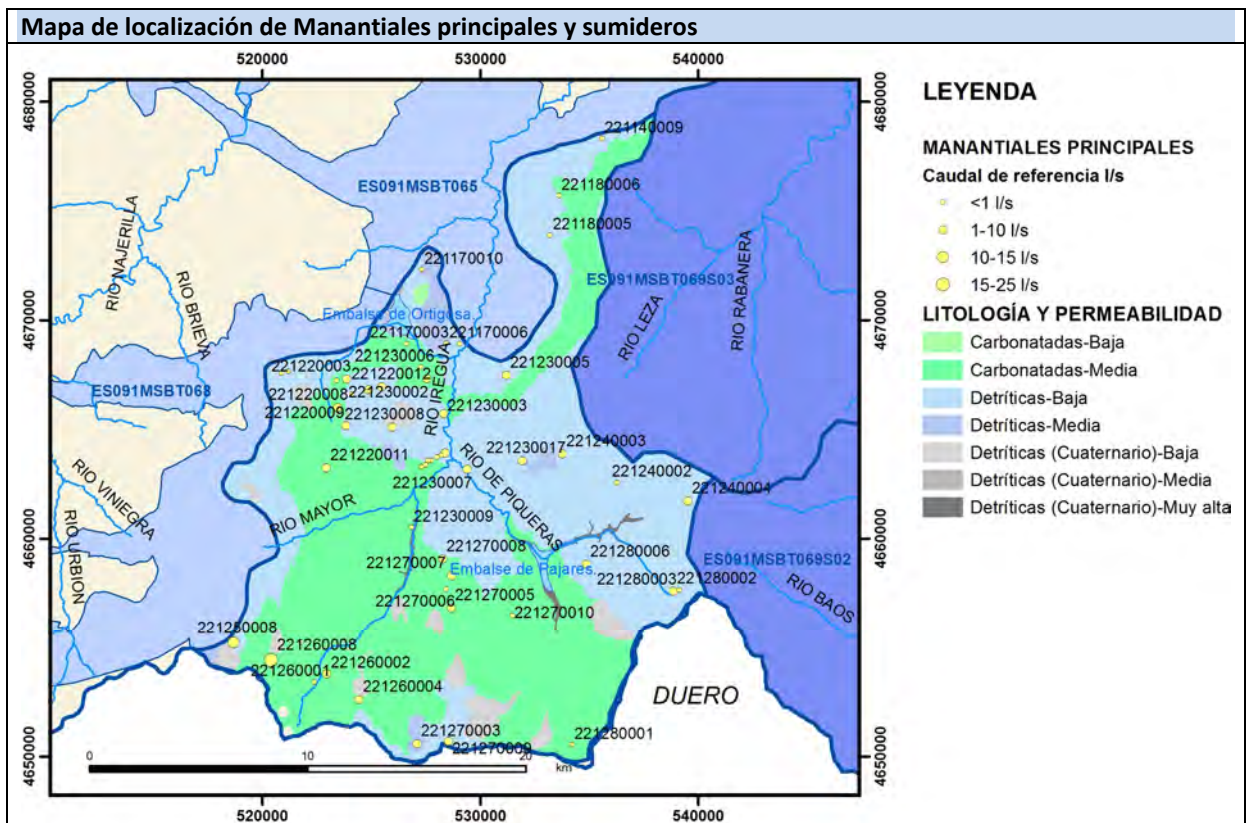 Mapa de localización de Manantiales principales y sumideros
520000
530000
540000
4680000
4680000
4670000
4670000
4660000
4660000
4650000
4650000
221140009
ES091MSBT065
221180006
221180005
RIO NAJERILLA
RIO BRIEVA
221170010
ES091MSBT069S03
RIO LEZA
RIO RABANERA
Embalse de Ortigosa.
221170003
221170006
221230006
221220003
221220012
221230005
ES091MSBT068
221220008
221230002
RIO IREGUA
221220009
221230008
221230003
221240003
221230017
221220011
221240002
RIO DE PIQUERAS
221240004
221230007
RIO VINIEGRA
RIO MAYOR
RIO URBION
221230009
221270008
221280006
221270007
Embalse de Pajares.
ES091MSBT069S02
221280003
221280002
RIO BAOS
221270006
221270005
221270010
221250008
221260008
221260002
221260001
221260004
DUERO
221270003
221280001
221270009
0
10
20
km
520000
530000
540000
LEYENDA
MANANTIALES PRINCIPALES
Caudal de referencia l/s
<1 l/s
1-10 l/s
10-15 l/s
15-25 l/s
LITOLOGÍA Y PERMEABILIDAD
Carbonatadas-Baja
Carbonatadas-Media
Detríticas-Baja
Detríticas-Media
Detríticas (Cuaternario)-Baja
Detríticas (Cuaternario)-Media
Detríticas (Cuaternario)-Muy alta